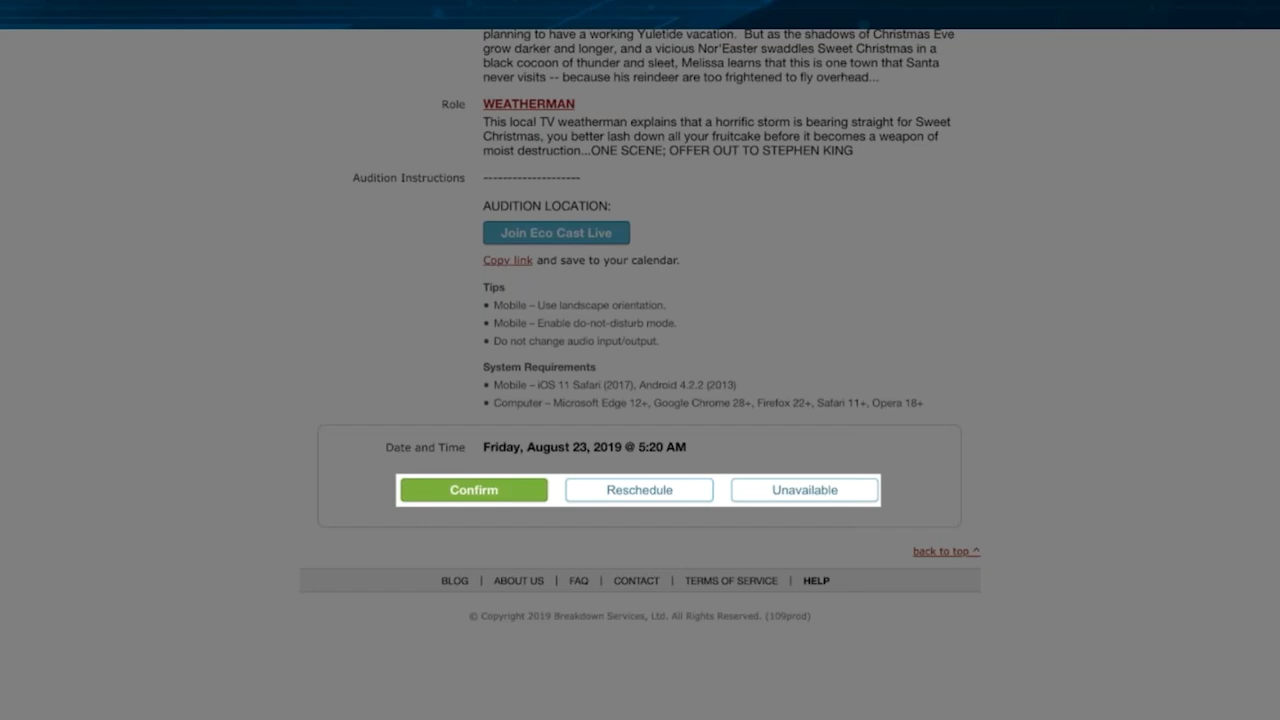 planning to have a working Yuletide vacation.  But as the shadows of Christmas Eve
grow darker and longer, and a vicious Nor'Easter swaddles Sweet Christmas in a
black cocoon of thunder and sleet, Melissa learns that this is one town that Santa
never visits -- because his reindeer are too frightened to fly overhead...
Role WEATHERMAN
This local TV weatherman explains that a horrific storm is bearing straight for Sweet
Christmas, you better lash down all your fruitcake before it becomes a weapon of
moist destruction...ONE SCENE; OFFER OUT TO STEPHEN KING
Audition Instructions --------------------
AUDITION LOCATION:
Join Eco Cast Live
Copy link and save to your calendar.
Tips
• Mobile – Use landscape orientation.
• Mobile – Enable do-not-disturb mode.
• Do not change audio input/output.
System Requirements
• Mobile – iOS 11 Safari (2017), Android 4.2.2 (2013)
• Computer – Microsoft Edge 12+, Google Chrome 28+, Firefox 22+, Safari 11+, Opera 18+
Date and Time Friday, August 23, 2019 @ 5:20 AM
Confirm Reschedule Unavailable
back to top ^
BLOG | ABOUT US | FAQ | CONTACT | TERMS OF SERVICE | HELP
© Copyright 2019 Breakdown Services, Ltd. All Rights Reserved. (109prod)